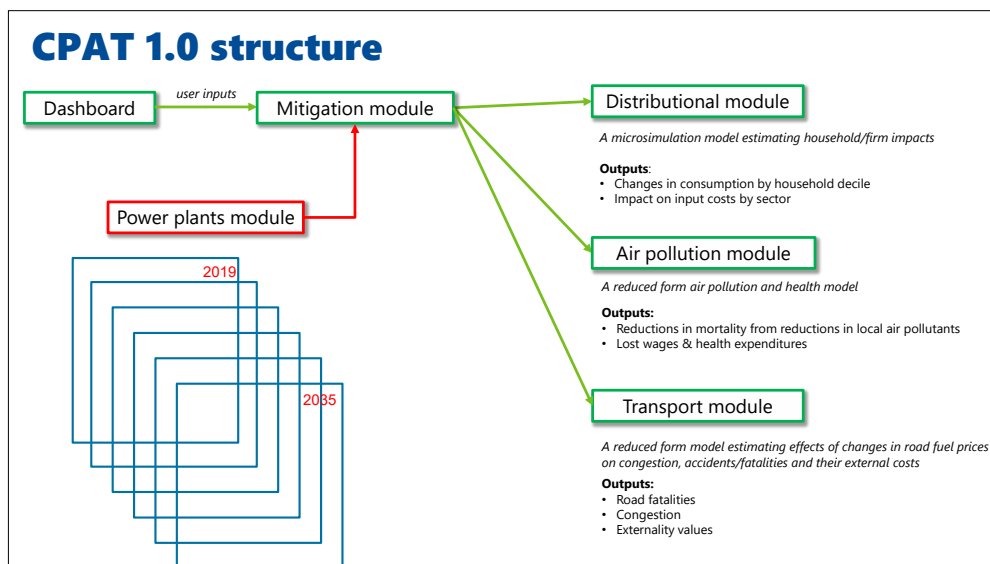 CPAT 1.0 structure
Dashboard
user inputs
Mitigation module
Power plants module
2019
2035
Distributional module
A microsimulation model estimating household/firm impacts
Outputs:
• Changes in consumption by household decile
• Impact on input costs by sector
Air pollution module
A reduced form air pollution and health model
Outputs:
• Reductions in mortality from reductions in local air pollutants
• Lost wages & health expenditures
Transport module
A reduced form model estimating effects of changes in road fuel prices
on congestion, accidents/fatalities and their external costs
Outputs:
• Road fatalities
• Congestion
• Externality values